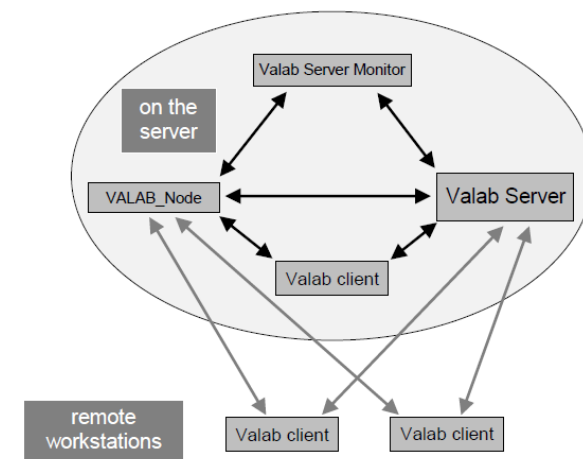 Valab Server Monitor
on the
server
VALAB_Node
Valab Server
Valab client
remote
workstations
Valab client
Valab client